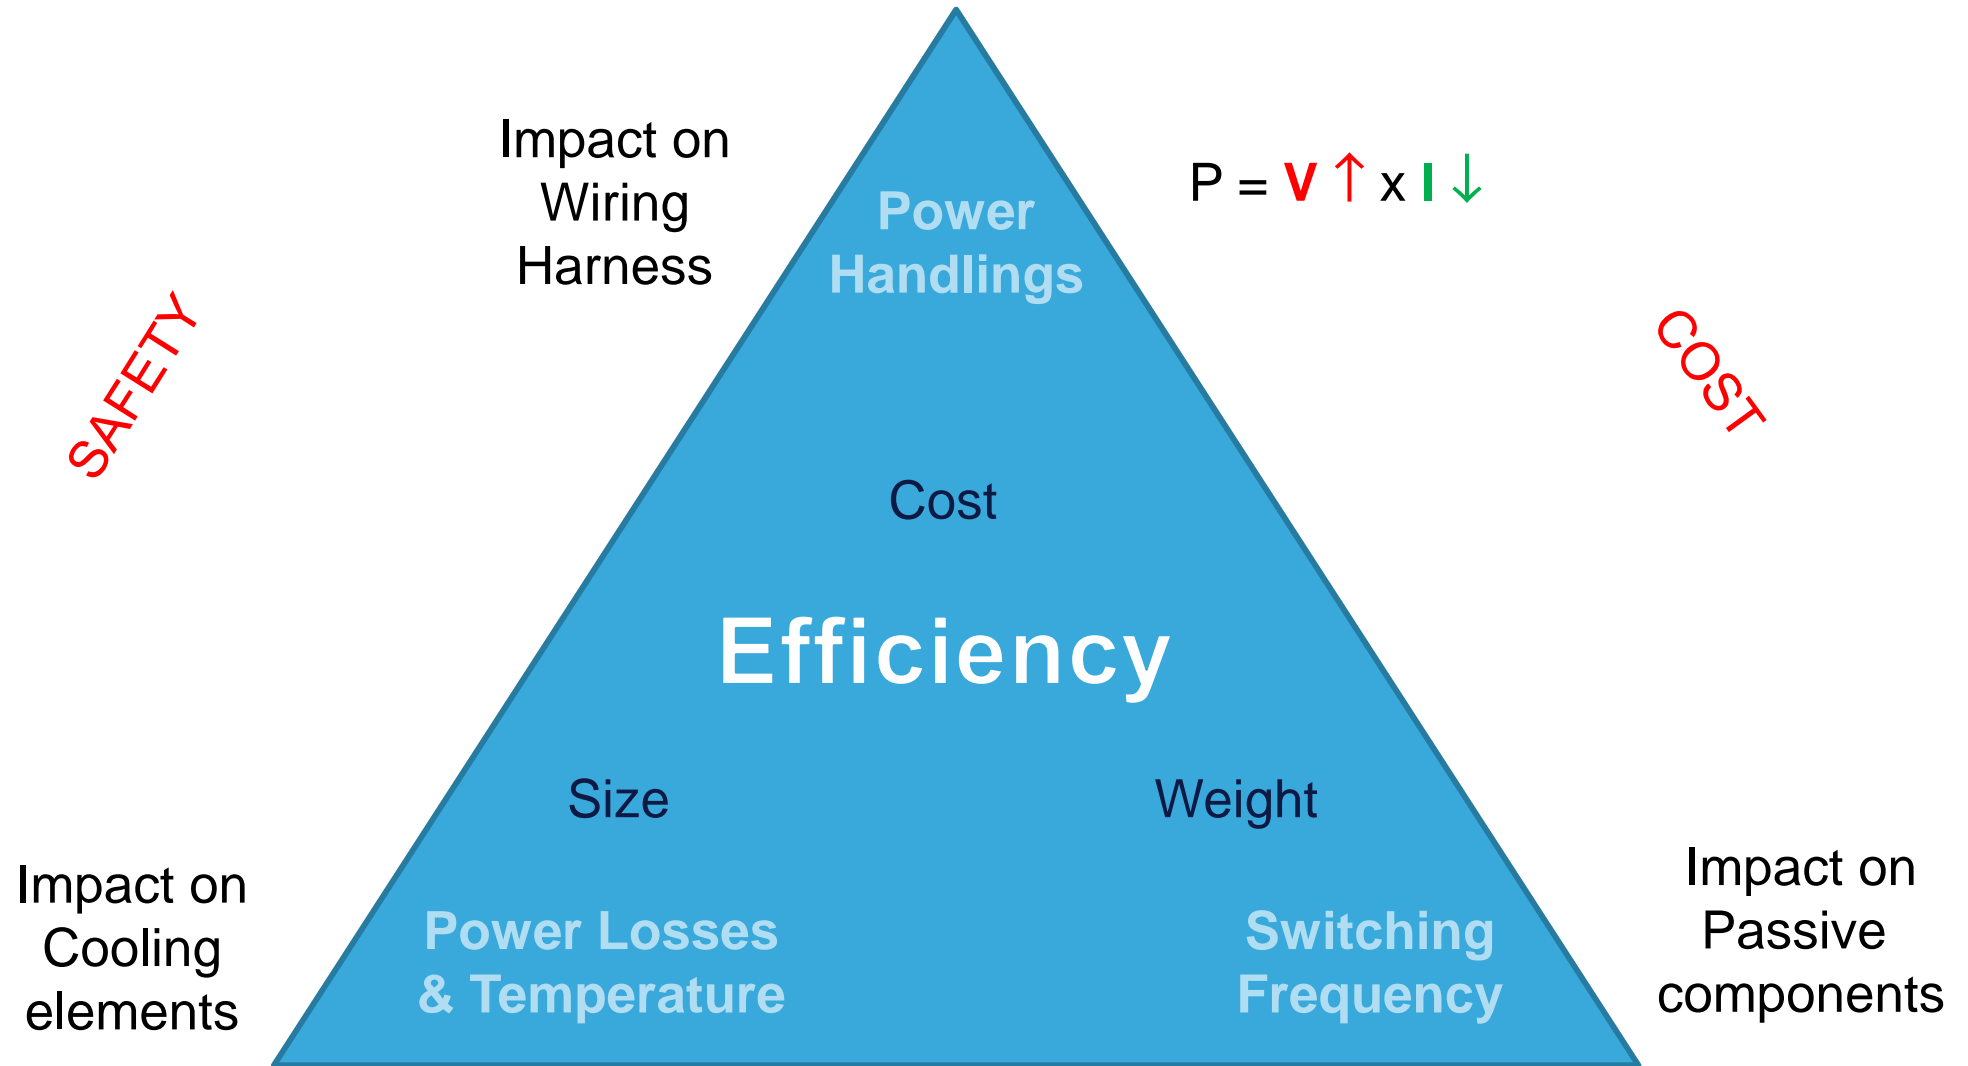 Impact on
Wiring
Harness
P = V ↑ x I ↓
Power
Handlings
SAFETY
COST
Cost
Efficiency
Size
Weight
Impact on
Cooling
elements
Power Losses
& Temperature
Switching
Frequency
Impact on
Passive
components